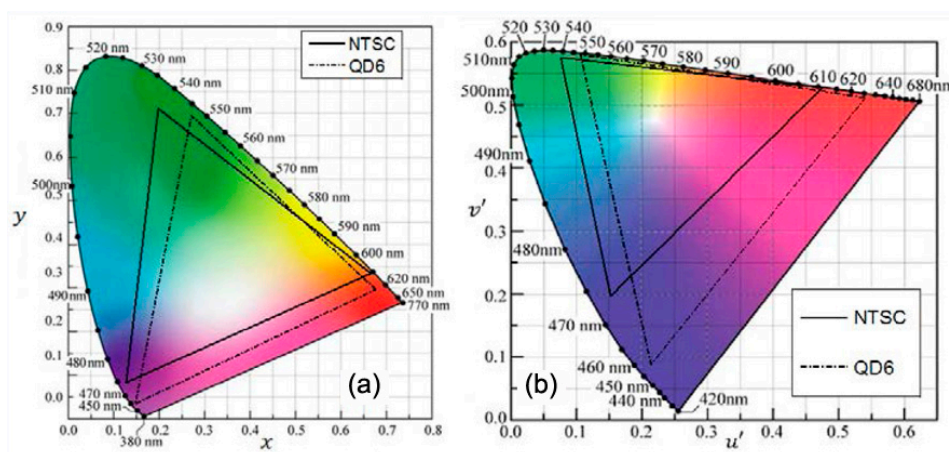 NTSC
QD6
0.9
0.8
0.7
0.6
0.5
0.4
0.3
0.2
0.1
0.0
y
0.0 0.1 0.2 0.3 0.4 0.5 0.6 0.7 0.8
x
520 nm
530 nm
510 nm
540 nm
550 nm
560 nm
570 nm
500nm
580 nm
590 nm
600 nm
620 nm
650 nm
770 nm
490nm
480 nm
470 nm
450 nm
380 nm
(a)
520 530 540
550 560 570 580 590 600 610 620 640 680nm
510nm
500nm
490nm
480nm
470 nm
460 nm
450 nm
440 nm
420nm
0.6
0.5
0.4
0.3
0.2
0.1
0.0
v'
0.0 0.1 0.2 0.3 0.4 0.5 0.6
u'
NTSC
QD6
(b)